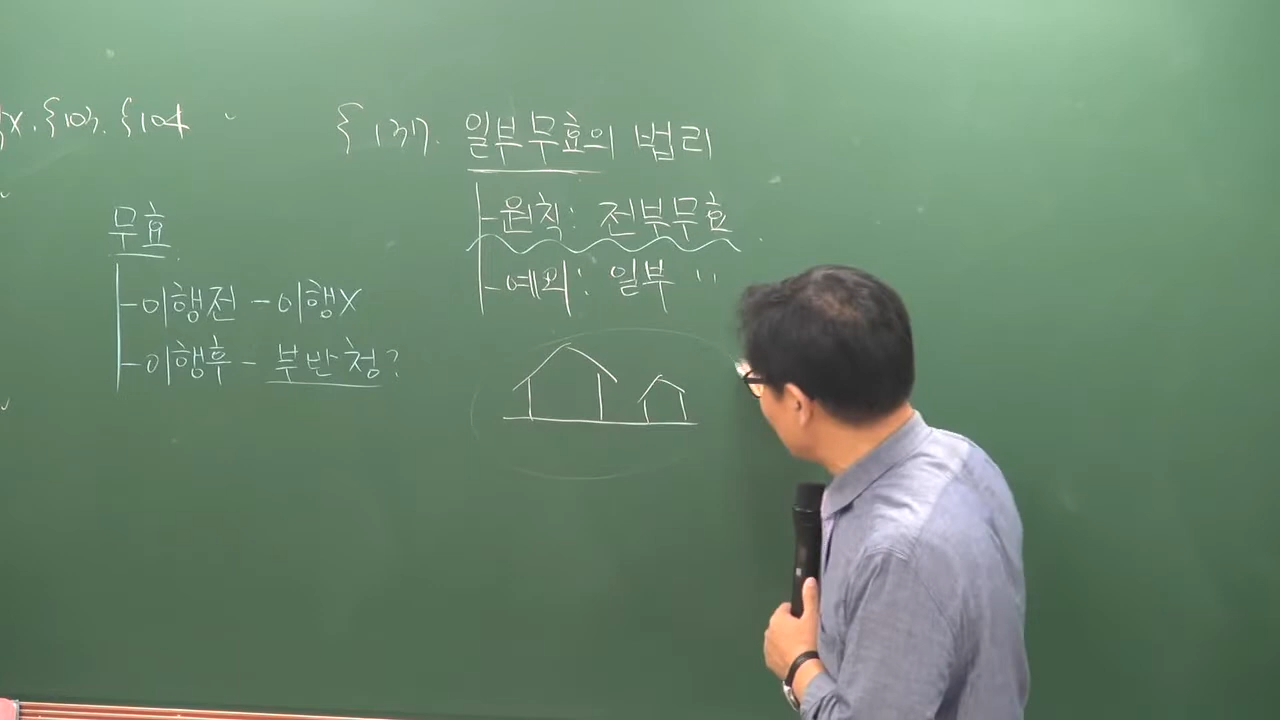 X. {103. {104
무효
-이행전 - 이행X
-이행후 - 부반청?
{137. 일부무효의 법리
-원칙: 전부무효
-예외: 일부 "